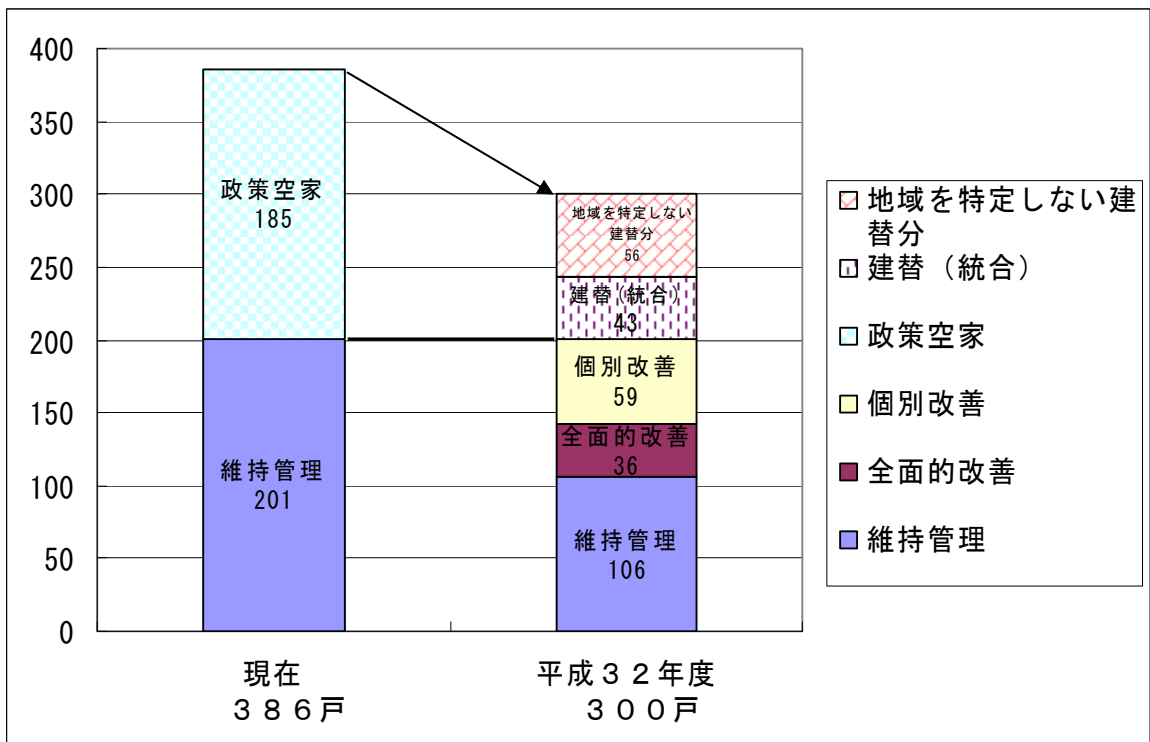 400
350
300
250
200
150
100
50
0
政策空家
185
維持管理
201
地域を特定しない
建替分
56
建替(統合)
43
個別改善
59
全面的改善
36
維持管理
106
現在
３８６戸
平成３２年度
３００戸
地域を特定しない建
替分
建替（統合）
政策空家
個別改善
全面的改善
維持管理